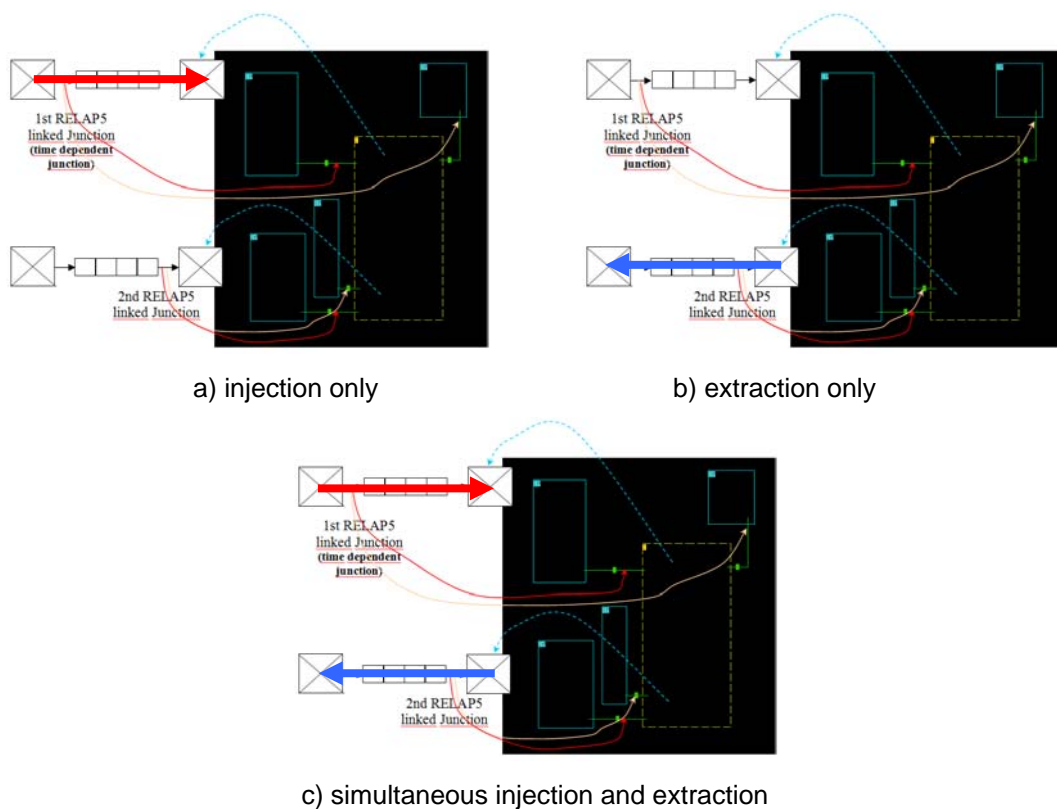 1st RELAP5
linked Junction
(time dependent
junction)
2nd RELAP5
linked Junction
a) injection only
1st RELAP5
linked Junction
(time dependent
junction)
2nd RELAP5
linked Junction
b) extraction only
1st RELAP5
linked Junction
(time dependent
junction)
2nd RELAP5
linked Junction
c) simultaneous injection and extraction